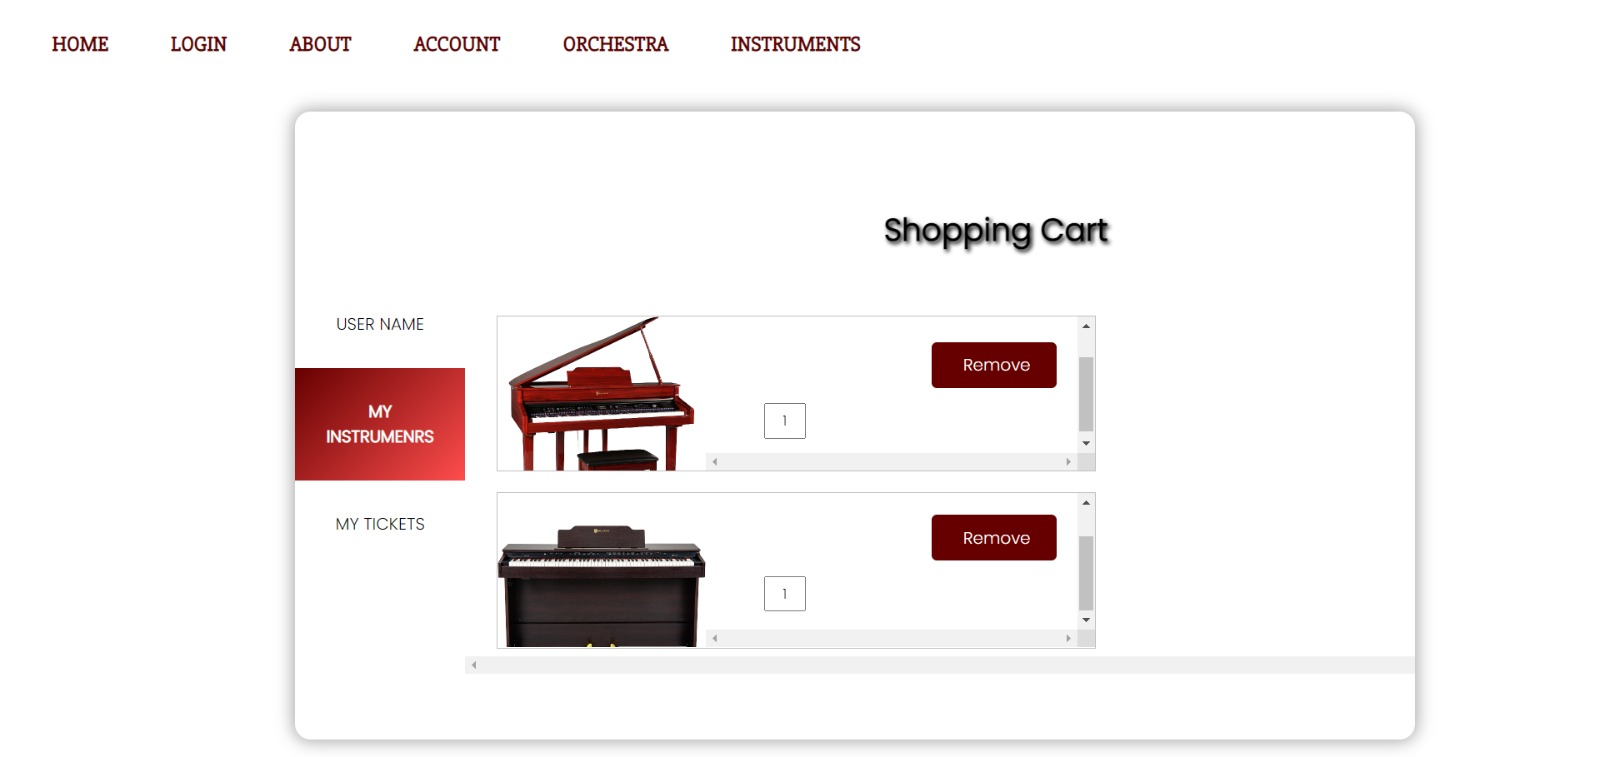 HOME LOGIN ABOUT ACCOUNT ORCHESTRA INSTRUMENTS
Shopping Cart
USER NAME
MY
INSTRUMENRS
MY TICKETS
Remove
1
Remove
1